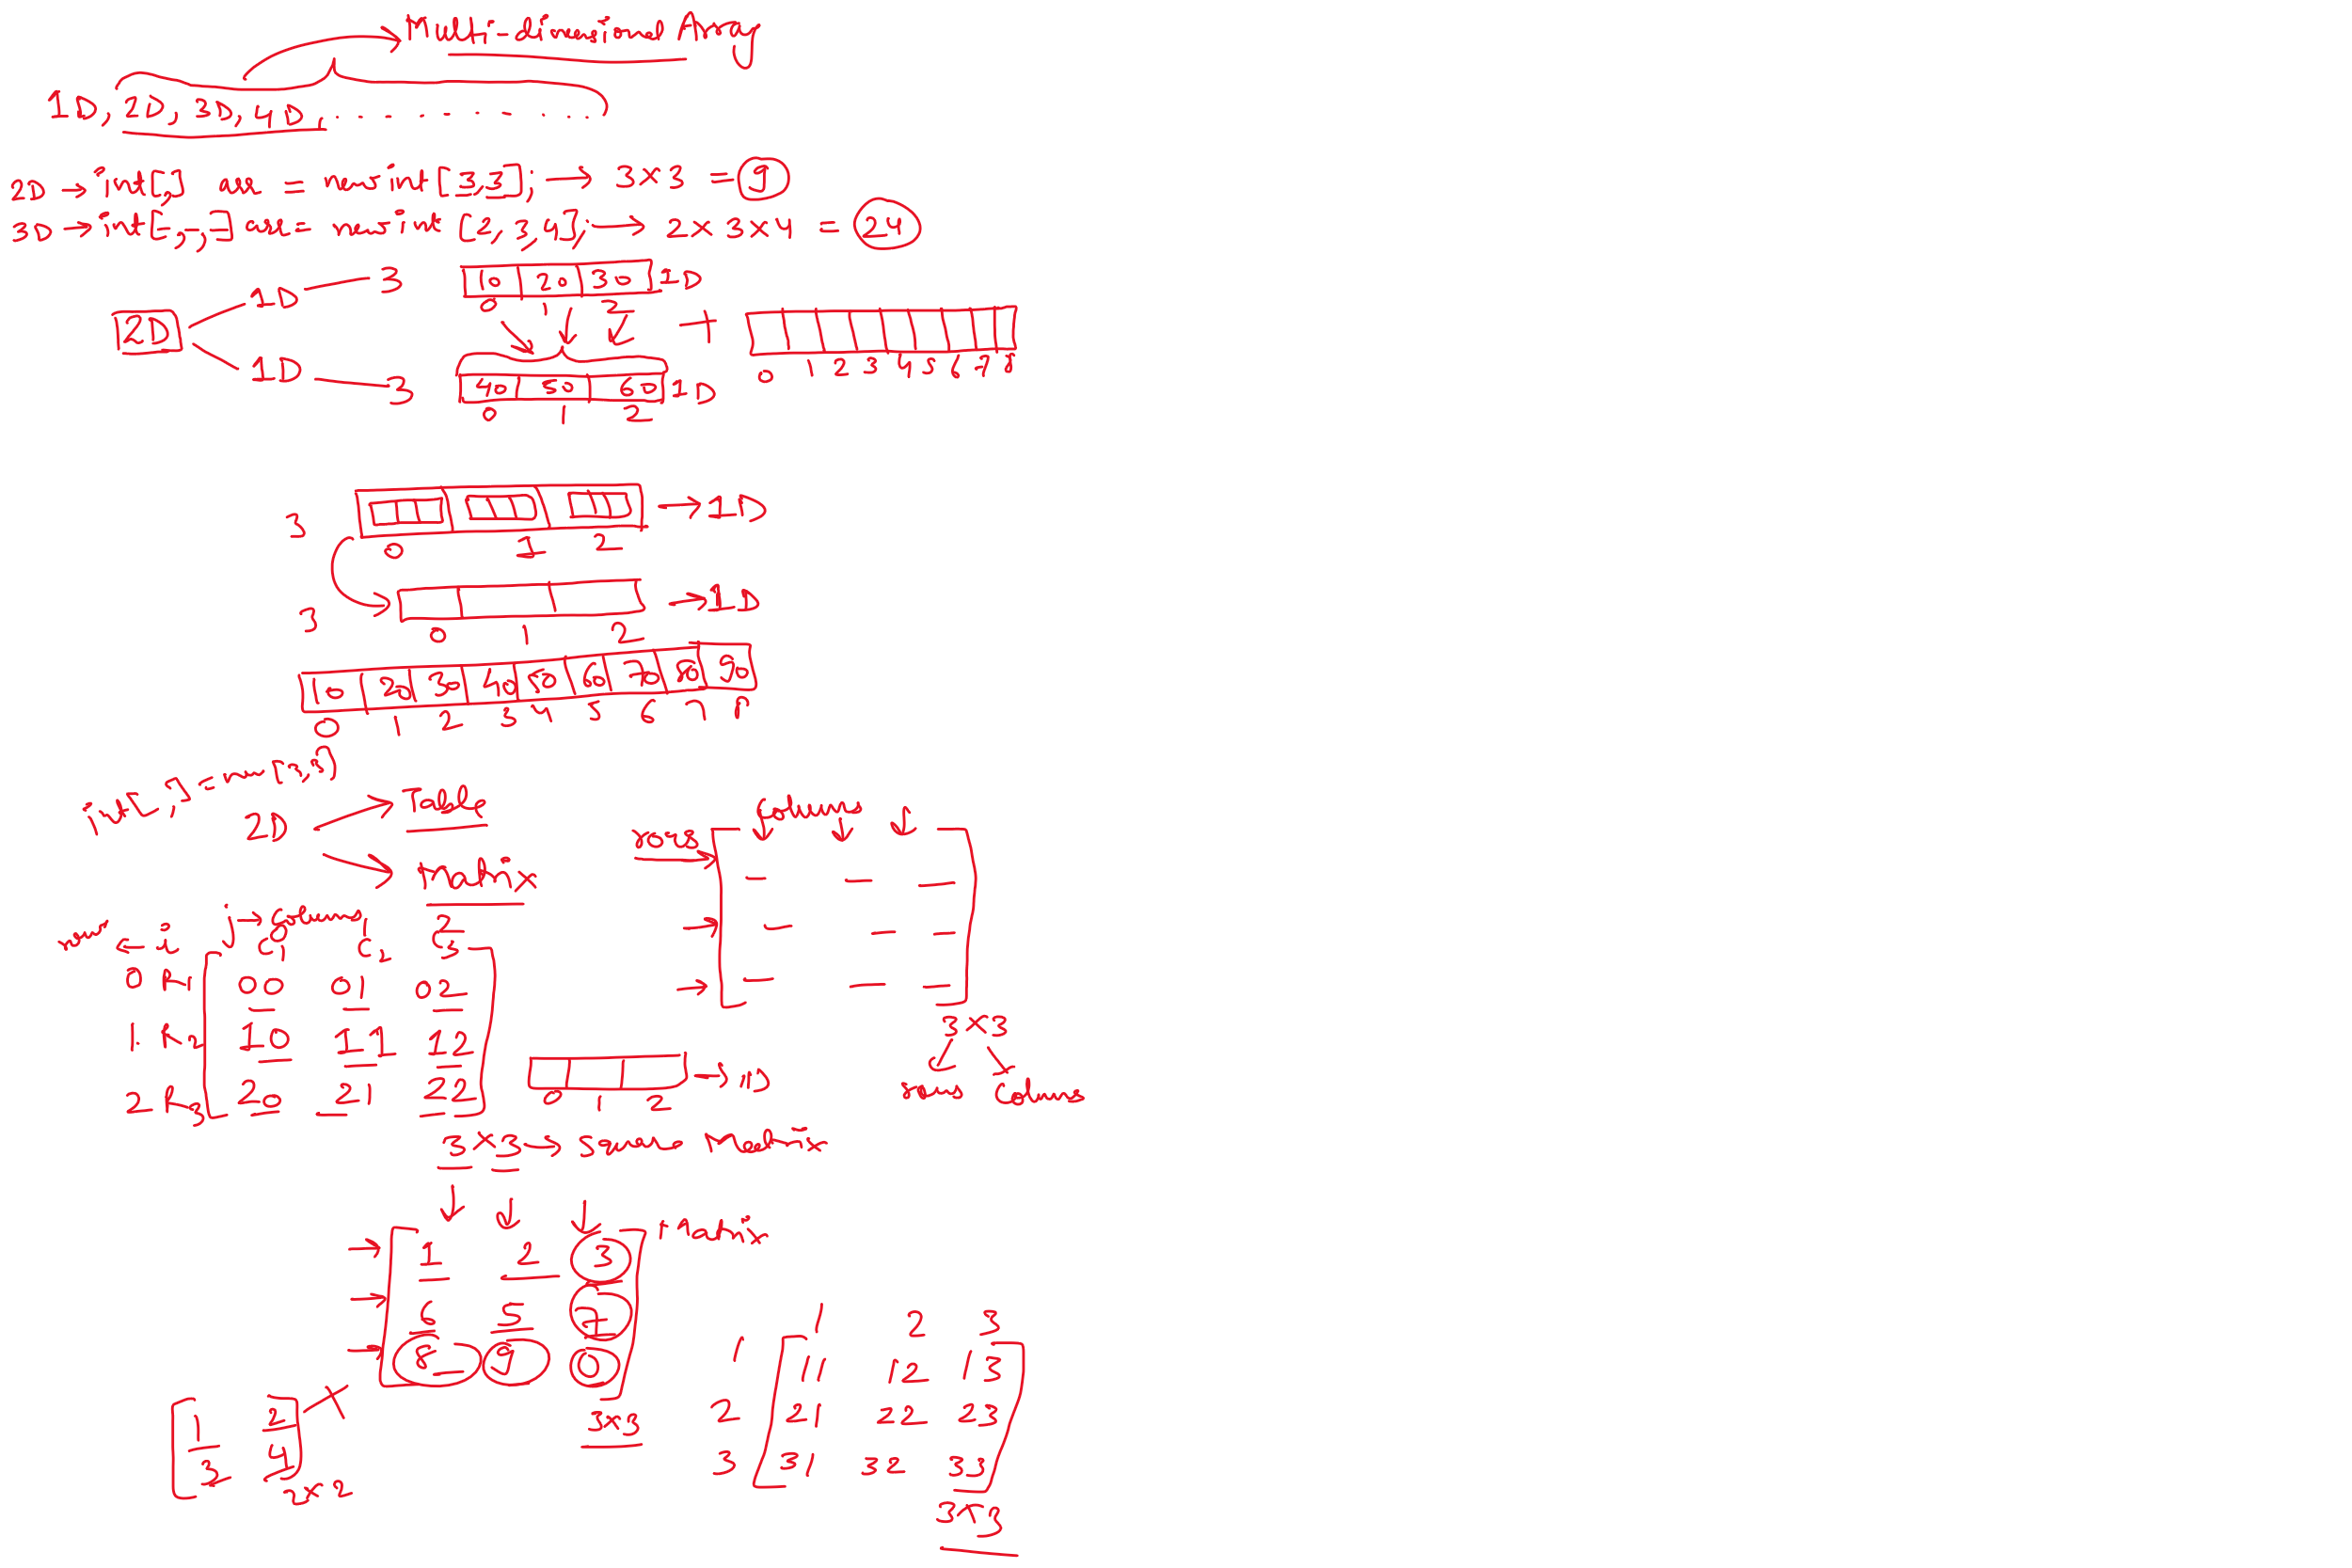 Multi-dimensional Array
1D, 2D, 3D, 4D, . . . . . . . . . .
2D → int[,] arr = new int[3,3]; → 3×3 = 9
3D → int[-,-,-] arr = new int [2,3,4]; → 2×3×4 = 24
2D
1D 3
1D 3
10 20 30 1D
0 1 2
40 50 60 1D
0 1 2
+
0 1 2 3 4 5 6 7 8
3 → 1D
0 1 2
3 → 1D
0 1 2
10 20 30 40 50 60 70 80 90
0 1 2 3 4 5 6 7 8
int[,] = new [3,3]
2D → Table
→ Matrix
rows → Columns
3×3
row Columns
row ← i j → Columns
0 1 2
C1 C2 C3
0 R1 00 01 02
1. R2 10 11 12
2 R3 20 21 22
→ 1D
0 1 2
3×3 → Square Matrix
Matrix
1 2 3
6 5 7
8 9 0
3×3
1 2
3 4
2×2
1 2 3
1 11 12 13
2 21 22 23
3 31 32 33
3×3